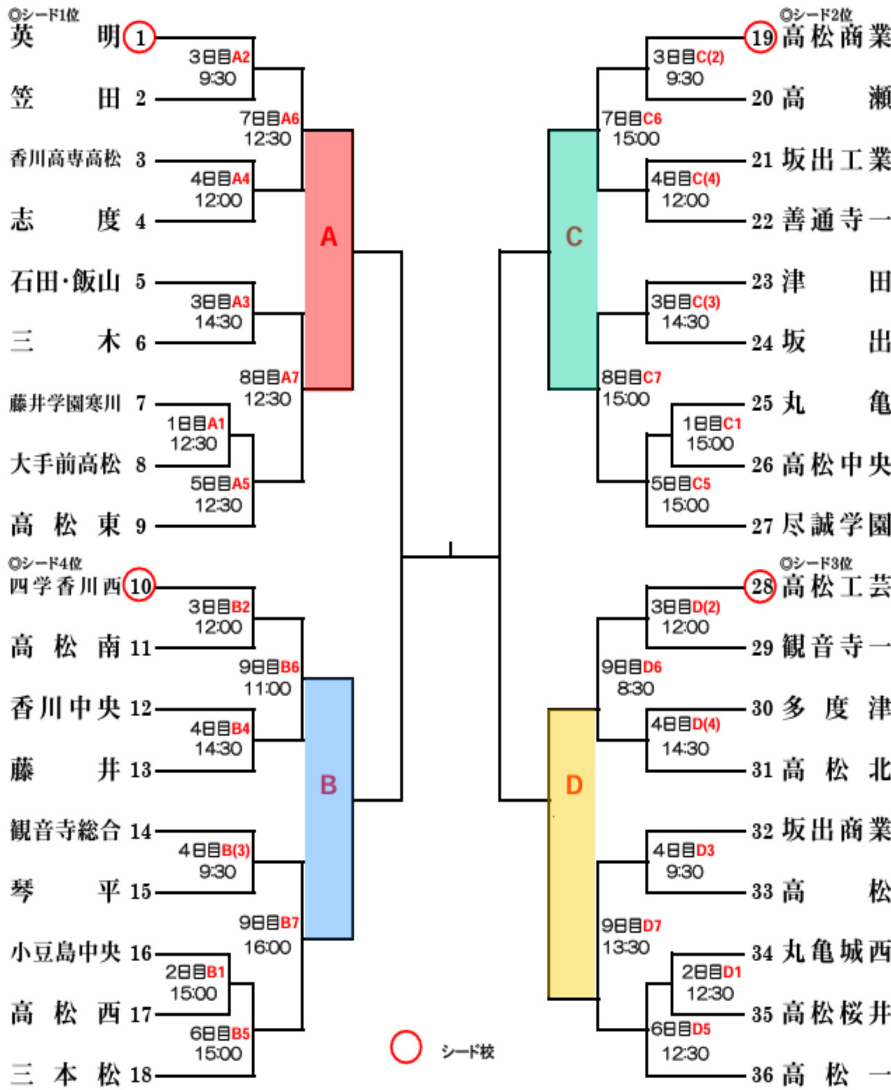 ◎シード1位
英明 1
3日目A2
9:30
笠田 2
7日目A6
12:30
香川高専高松 3
4日目A4
12:00
志度 4
A
石田・飯山 5
3日目A3
14:30
三木 6
8日目A7
12:30
藤井学園寒川 7
1日目A1
12:30
大手前高松 8
5日目A5
12:30
高松東 9
◎シード4位
四学香川西 10
3日目B2
12:00
高松南 11
9日目B6
11:00
香川中央 12
4日目B4
14:30
藤井 13
B
観音寺総合 14
4日目B(3)
9:30
琴平 15
9日目B7
16:00
小豆島中央 16
2日目B1
15:00
高松西 17
6日目B5
15:00
三本松 18
◎シード2位
19 高松商業
3日目C(2)
9:30
20 高瀬
7日目C6
15:00
21 坂出工業
4日目C(4)
12:00
22 善通寺一
C
23 津田
3日目C(3)
14:30
24 坂出
8日目C7
15:00
25 丸亀
1日目C1
15:00
26 高松中央
5日目C5
15:00
27 尽誠学園
◎シード3位
28 高松工芸
3日目D(2)
12:00
29 観音寺一
9日目D6
8:30
30 多度津
4日目D(4)
14:30
31 高松北
D
32 坂出商業
4日目D3
9:30
33 高松
9日目D7
13:30
34 丸亀城西
2日目D1
12:30
35 高松桜井
6日目D5
12:30
36 高松一
シード校